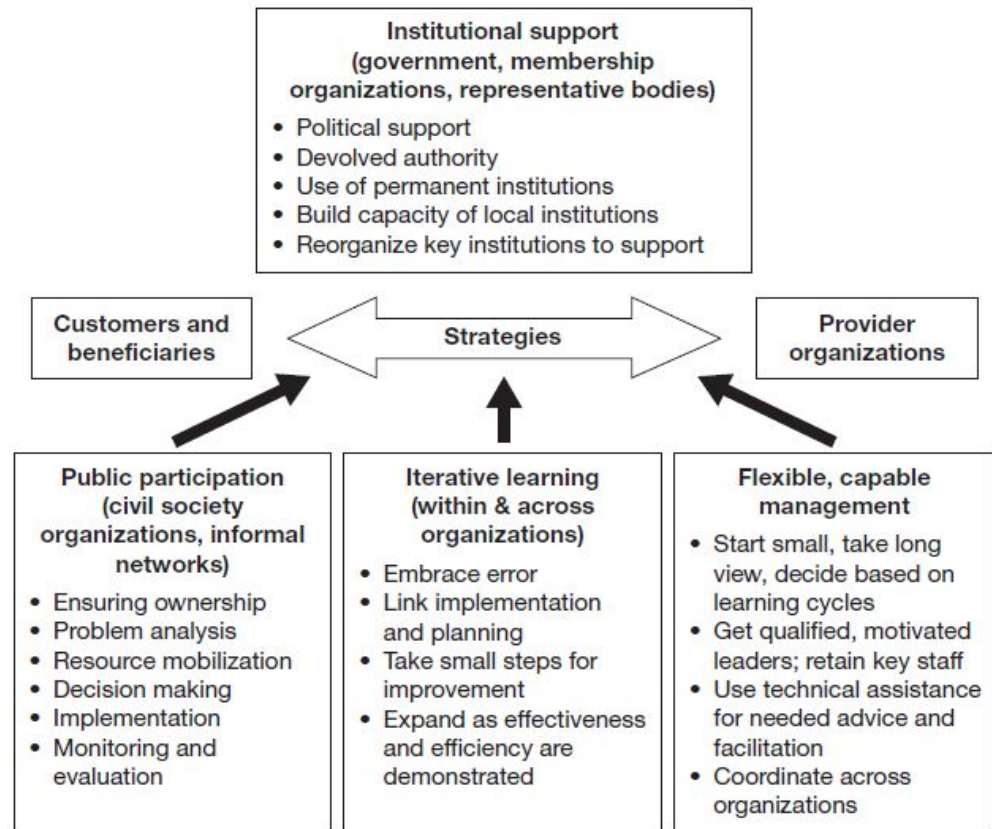 Institutional support
(government, membership
organizations, representative bodies)
• Political support
• Devolved authority
• Use of permanent institutions
• Build capacity of local institutions
• Reorganize key institutions to support
Customers and
beneficiaries
Strategies
Provider
organizations
Public participation
(civil society
organizations, informal
networks)
• Ensuring ownership
• Problem analysis
• Resource mobilization
• Decision making
• Implementation
• Monitoring and
evaluation
Iterative learning
(within & across
organizations)
• Embrace error
• Link implementation
and planning
• Take small steps for
improvement
• Expand as effectiveness
and efficiency are
demonstrated
Flexible, capable
management
• Start small, take long
view, decide based on
learning cycles
• Get qualified, motivated
leaders; retain key staff
• Use technical assistance
for needed advice and
facilitation
• Coordinate across
organizations